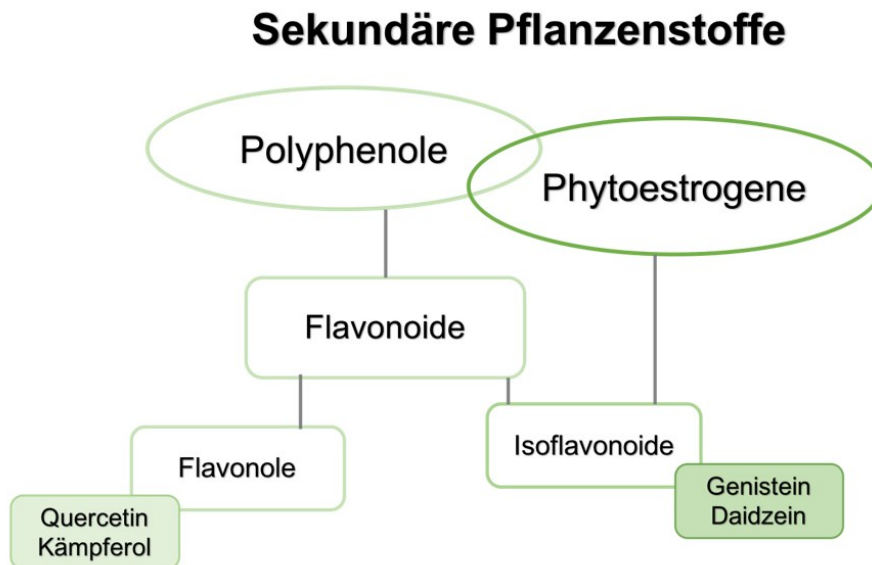 Sekundäre Pflanzenstoffe
Polyphenole
Phytoestrogene
Flavonoide
Flavonole
Isoflavonoide
Quercetin
Kämpferol
Genistein
Daidzein